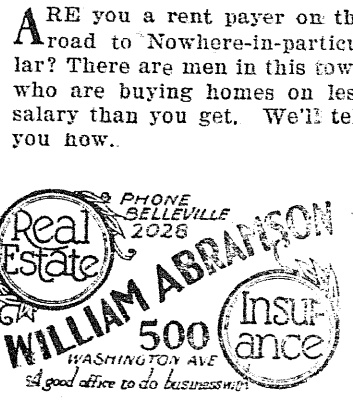 ARE you a rent payer on th
road to Nowhere-in-particu
lar? There are men in this tow
who are buying homes on les
salary than you get. We'll te
you how.
PHONE
BELLEVILLE
2028
Real
Estate
WILLIAM ABRAMSON
Insur-
ance
500
WASHINGTON AVE
A good office to do business with